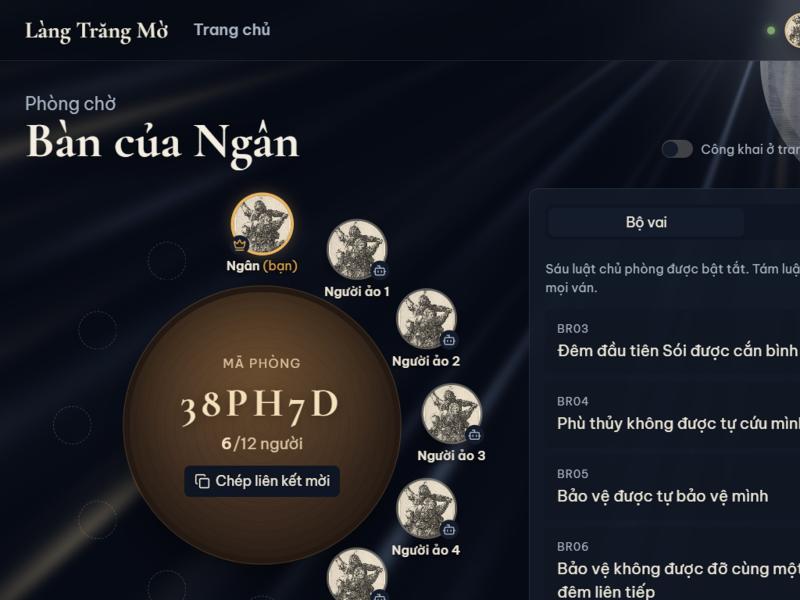 Làng Trăng Mờ
Trang chủ
Phòng chờ
Bàn của Ngân
Công khai ở
Ngân (bạn)
Người ảo 1
Người ảo 2
Người ảo 3
Người ảo 4
MÃ PHÒNG
38PH7D
6/12 người
Chép liên kết mời
Bộ vai
Sáu luật chủ phòng được bật tắt. Tám
mọi ván.
BR03
Đêm đầu tiên Sói được cắn bình
BR04
Phù thủy không được tự cứu
BR05
Bảo vệ được tự bảo vệ mình
BR06
Bảo vệ không được đỡ cùng một
đêm liên tiếp